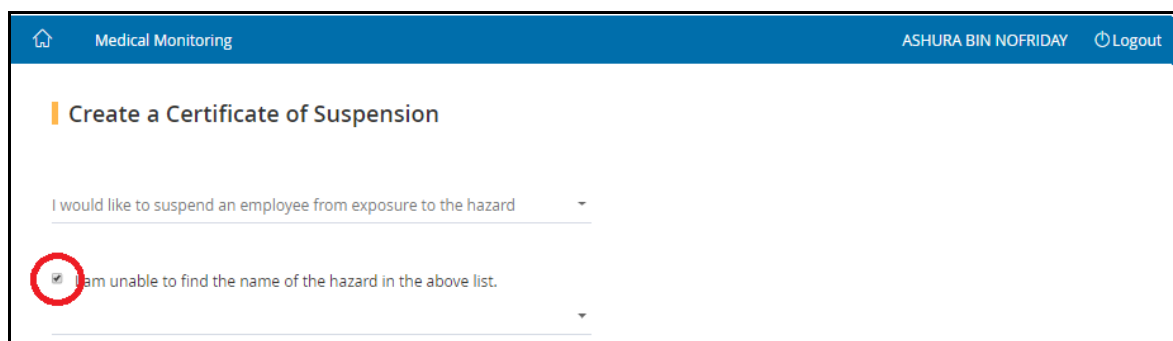 Medical Monitoring ASHURA BIN NOFRIDAY Logout
Create a Certificate of Suspension
I would like to suspend an employee from exposure to the hazard
I am unable to find the name of the hazard in the above list.